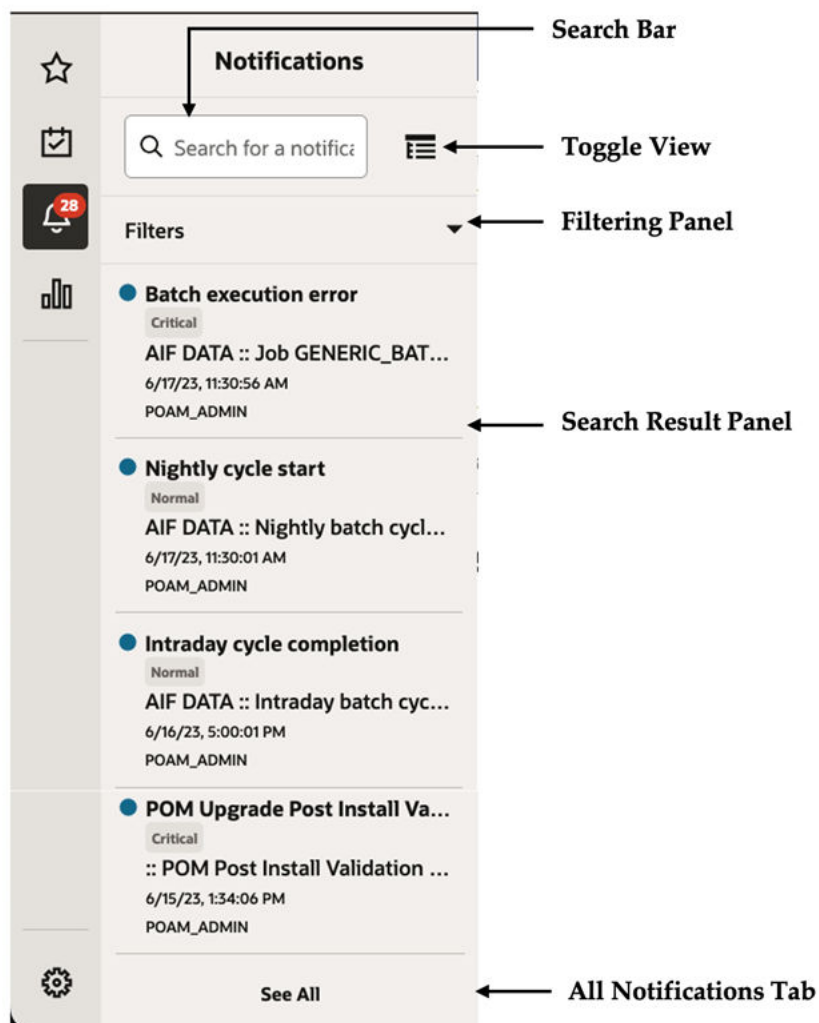 Search Bar
Notifications
Search for a notifica
Toggle View
28
Filters
Filtering Panel
Batch execution error
Critical
AIF DATA :: Job GENERIC_BAT...
6/17/23, 11:30:56 AM
POAM_ADMIN
Search Result Panel
Nightly cycle start
Normal
AIF DATA :: Nightly batch cycl...
6/17/23, 11:30:01 AM
POAM_ADMIN
Intraday cycle completion
Normal
AIF DATA :: Intraday batch cyc...
6/16/23, 5:00:01 PM
POAM_ADMIN
POM Upgrade Post Install Va...
Critical
:: POM Post Install Validation ...
6/15/23, 1:34:06 PM
POAM_ADMIN
See All
All Notifications Tab